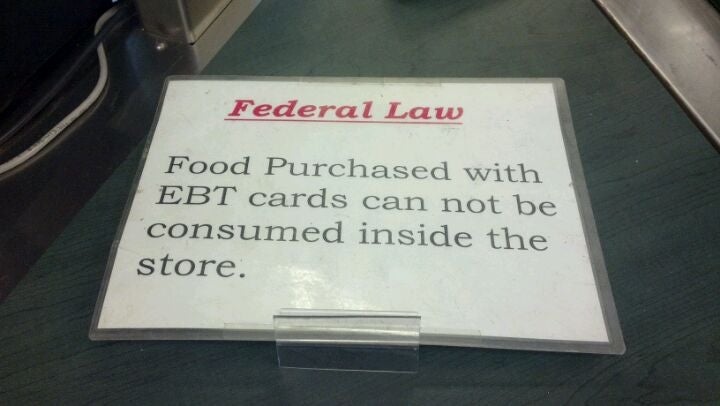 Federal Law
Food Purchased with
EBT cards can not be
consumed inside the
store.